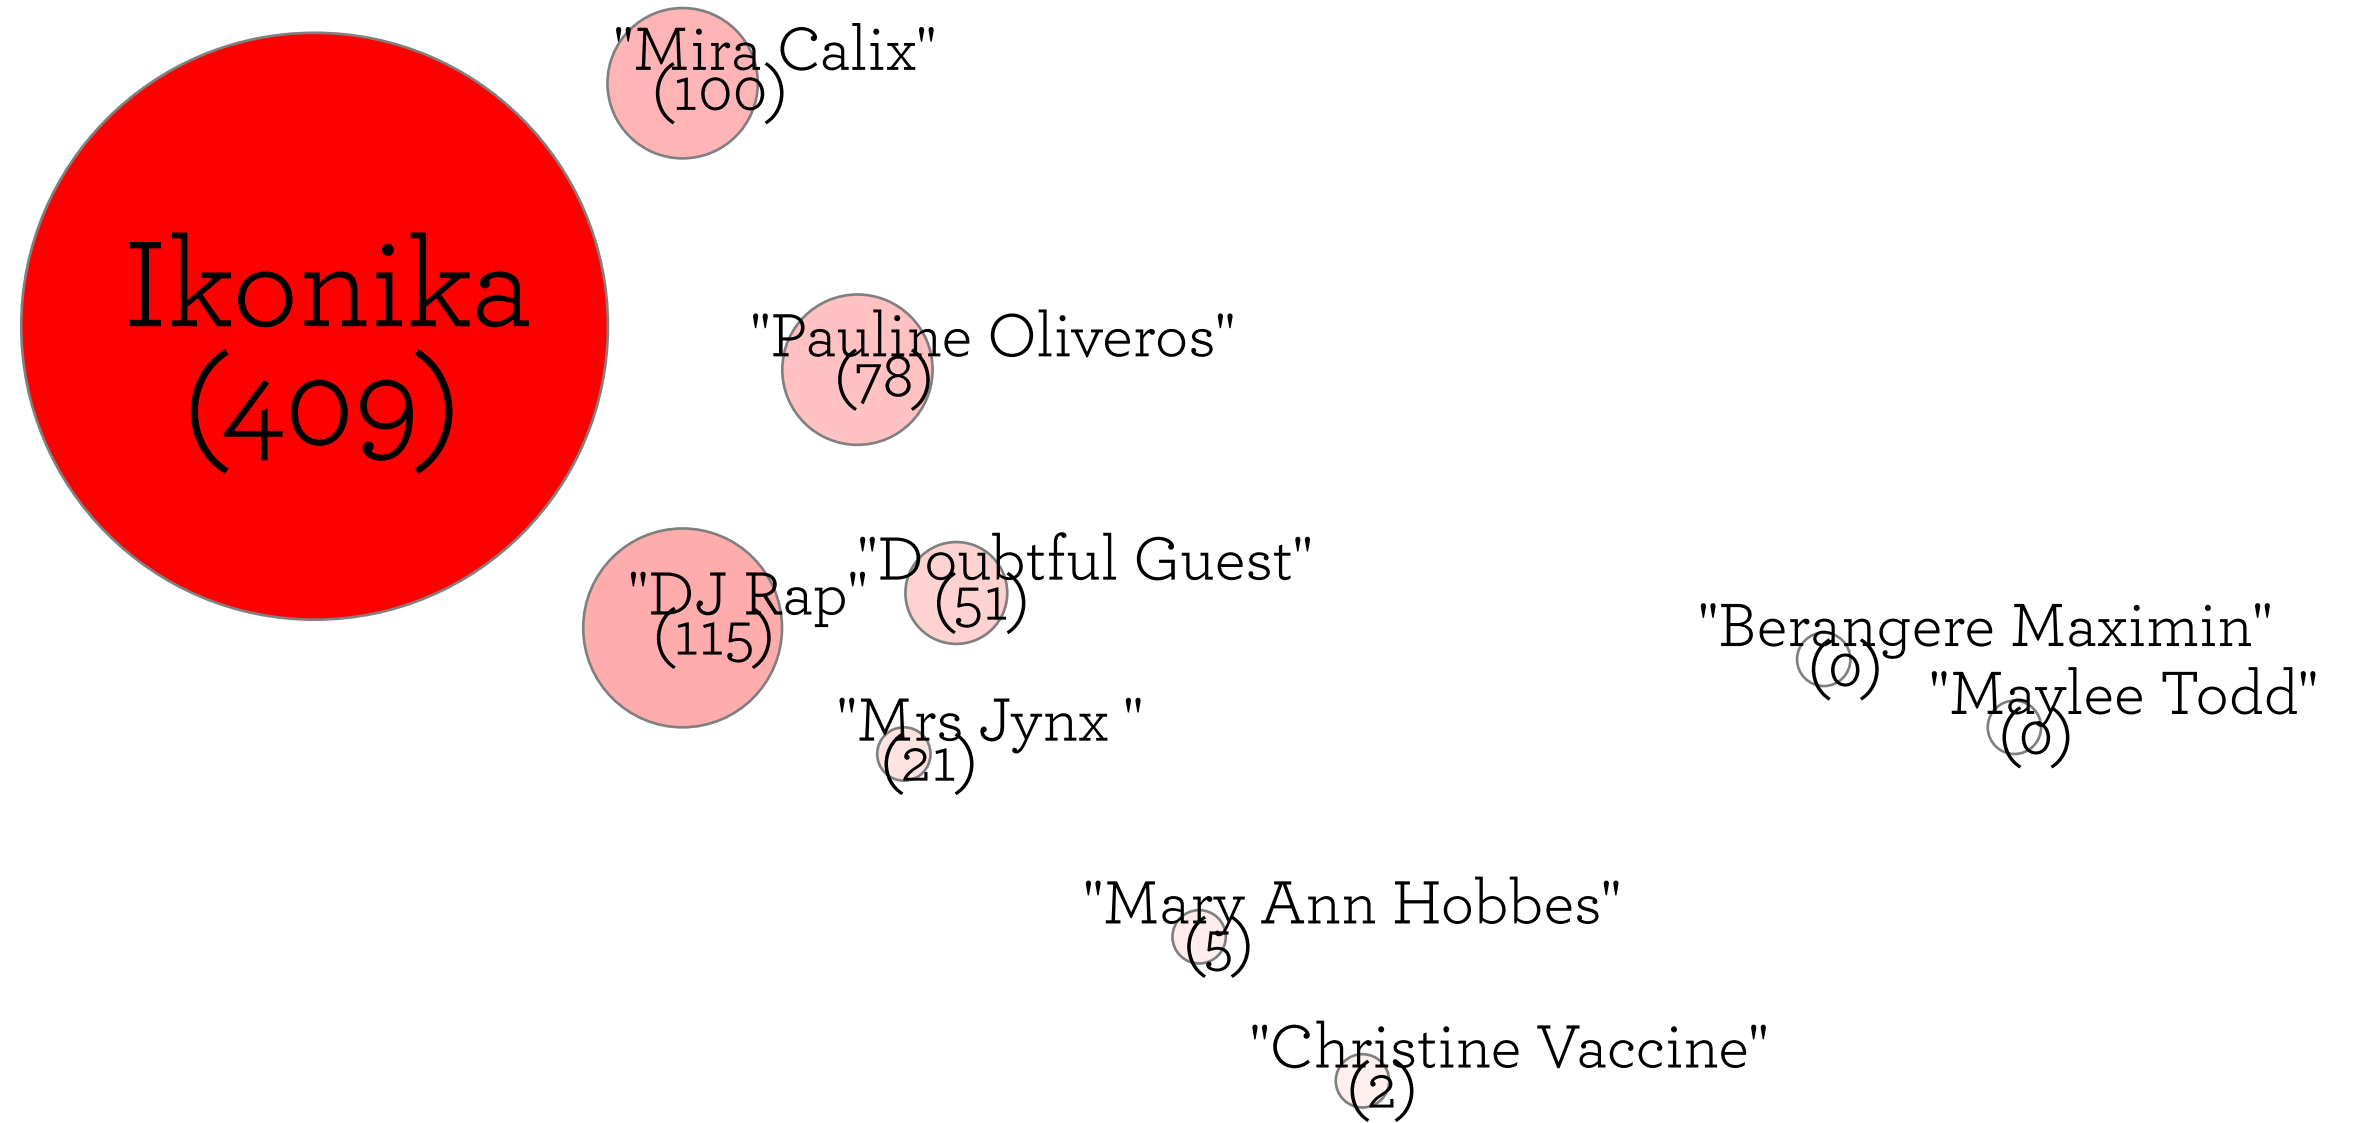 "Mira Calix"
(100)
Ikonika
(409)
"Pauline Oliveros"
(78)
"Doubtful Guest"
(51)
"DJ Rap"
(115)
"Mrs Jynx "
(21)
"Berangere Maximin"
(0)
"Maylee Todd"
(0)
"Mary Ann Hobbes"
(5)
"Christine Vaccine"
(2)